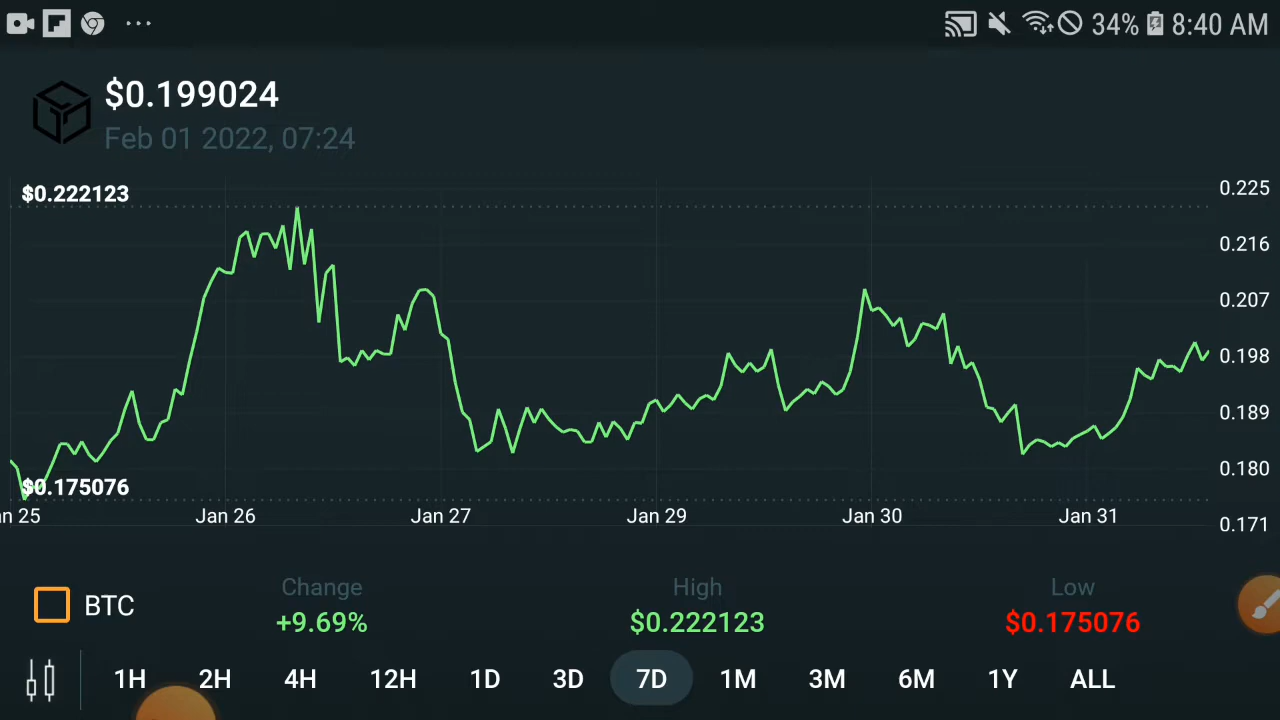 34% 8:40 AM
$0.199024
Feb 01 2022, 07:24
$0.222123
0.225
0.216
0.207
0.198
0.189
0.180
0.171
$0.175076
an 25 Jan 26 Jan 27 Jan 29 Jan 30 Jan 31
BTC
Change High Low
+9.69% $0.222123 $0.175076
1H 2H 4H 12H 1D 3D 7D 1M 3M 6M 1Y ALL